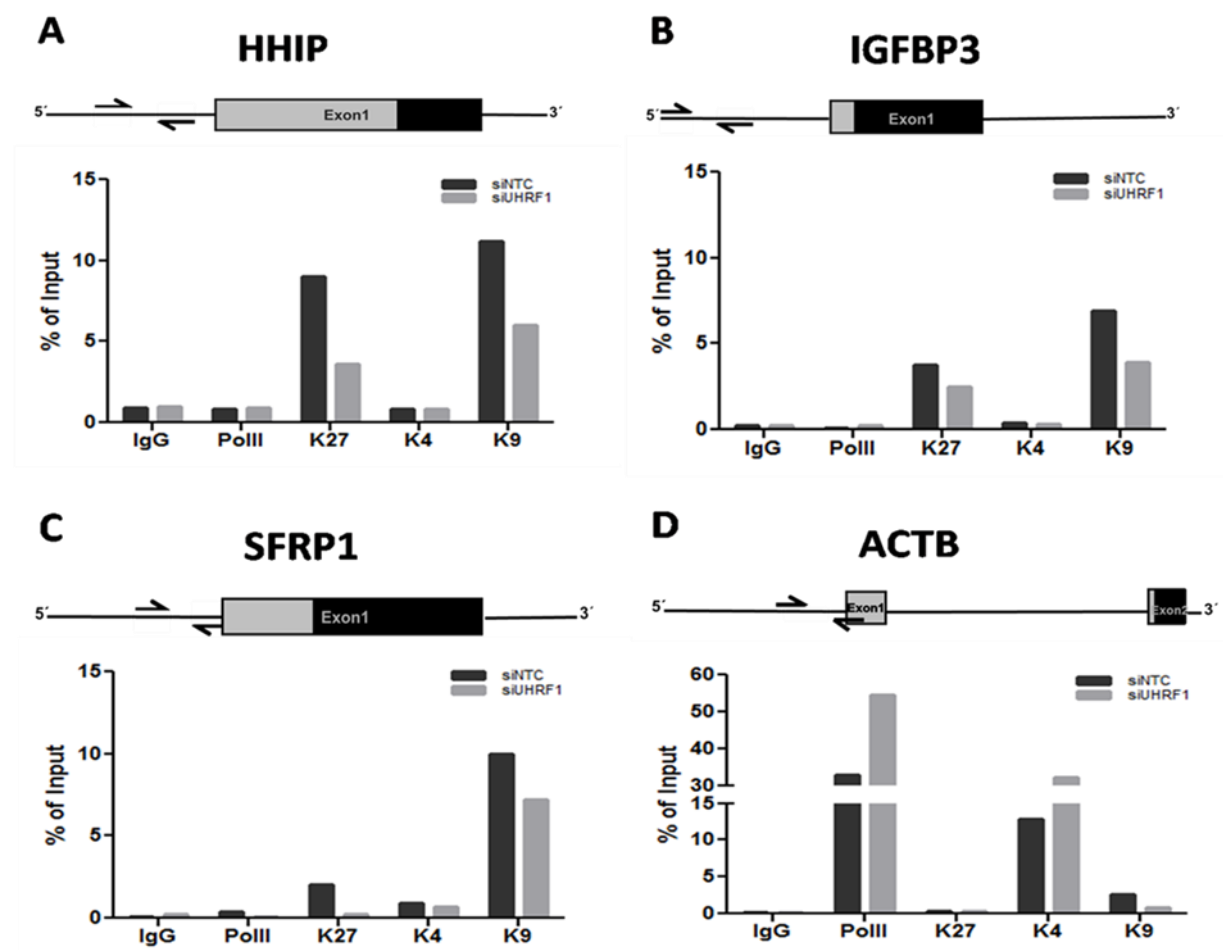 A
HHIP
5´ Exon1 3´
siNTC
siUHRF1
% of Input
15
10
5
0
IgG PolII K27 K4 K9
B
IGFBP3
5´ Exon1 3´
siNTC
siUHRF1
% of Input
15
10
5
0
IgG PolII K27 K4 K9
C
SFRP1
5´ Exon1 3´
siNTC
siUHRF1
% of Input
15
10
5
0
IgG PolII K27 K4 K9
D
ACTB
5´ Exon1 Exon2 3´
siNTC
siUHRF1
% of Input
60
50
40
30
15
10
5
0
IgG PolII K27 K4 K9